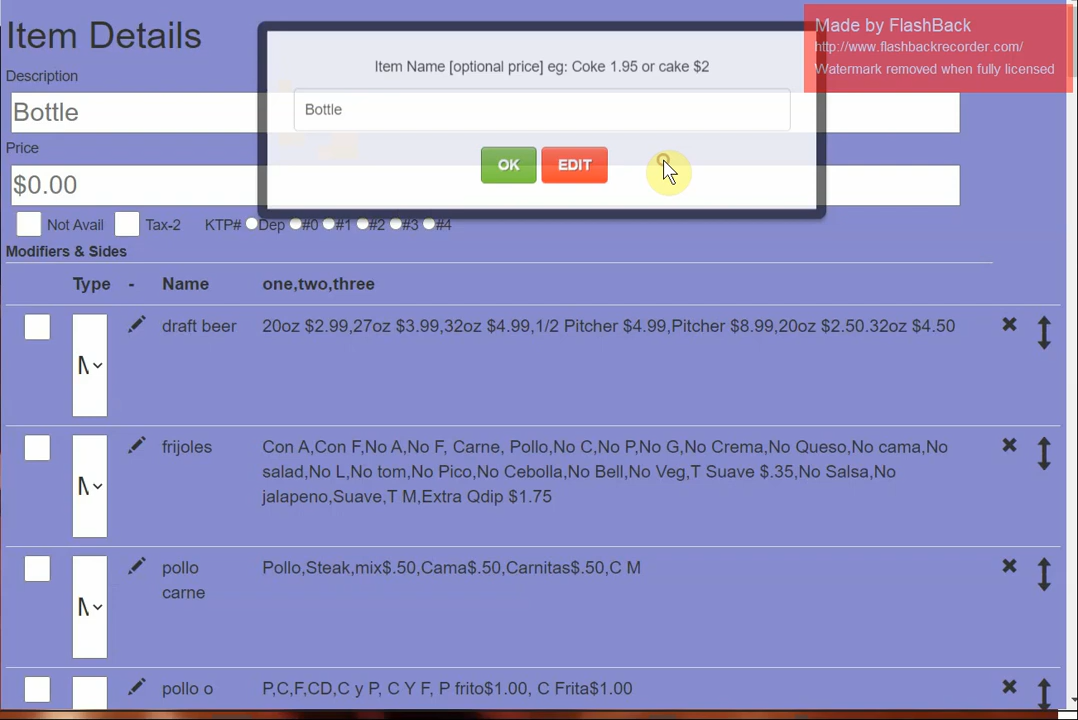 Item Details
Made by FlashBack
http://www.flashbackrecorder.com/
Watermark removed when fully licensed
Item Name [optional price] eg: Coke 1.95 or cake $2
Description
Bottle
Bottle
Price
OK EDIT
$0.00
Not Avail Tax-2 KTP# Dep #0 #1 #2 #3 #4
Modifiers & Sides
Type - Name one,two,three
draft beer 20oz $2.99,27oz $3.99,32oz $4.99,1/2 Pitcher $4.99,Pitcher $8.99,20oz $2.50.32oz $4.50
frijoles Con A,Con F,No A,No F, Carne, Pollo,No C,No P,No G,No Crema,No Queso,No cama,No
salad,No L,No tom,No Pico,No Cebolla,No Bell,No Veg,T Suave $.35,No Salsa,No
jalapeno,Suave,T M,Extra Qdip $1.75
pollo
carne
Pollo,Steak,mix$.50,Cama$.50,Carnitas$.50,C M
pollo o P,C,F,CD,C y P, C Y F, P frito$1.00, C Frita$1.00